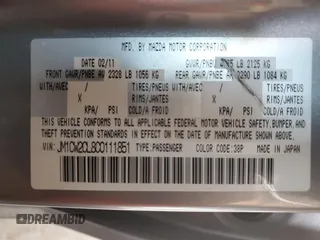 MFD. BY MAZDA MOTOR CORPORATION
DATE 02/11 GVWR/PNBV LB 2125 KG
FRONT GAWR/PNBE AV 2328 LB 1056 KG REAR GAWR/PNBE AR LB 1084 KG
WITH/AVEC / TIRES/PNEUS WITH/AVEC / TIRES/PNEUS
X RIMS/JANTES X RIMS/JANTES
KPA/ PSI COLD/A FROID KPA/ PSI COLD/A FROID
THIS VEHICLE CONFORMS TO ALL APPLICABLE
FEDERAL MOTOR VEHICLE SAFETY, BUMPER, AND
THEFT PREVENTION STANDARDS IN EFFECT ON THE
DATE OF MANUFACTURE SHOWN ABOVE.
VIN: JM1CW2CL8C0111851 TYPE:PASSENGER COLOR CODE:38P MADE IN JAPAN
DREAMBID